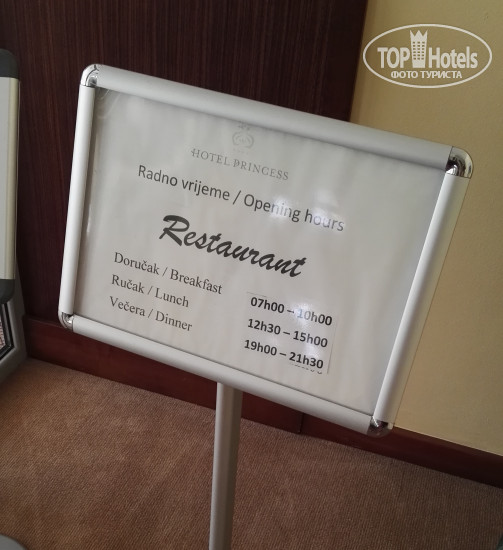 TOP Hotels
ФОТО ТУРИСТА
HOTEL PRINCESS
Radno vrijeme / Opening hours
Restaurant
Doručak / Breakfast 07h00 – 10h00
Ručak / Lunch 12h30 – 15h00
Večera / Dinner 19h00 – 21h30